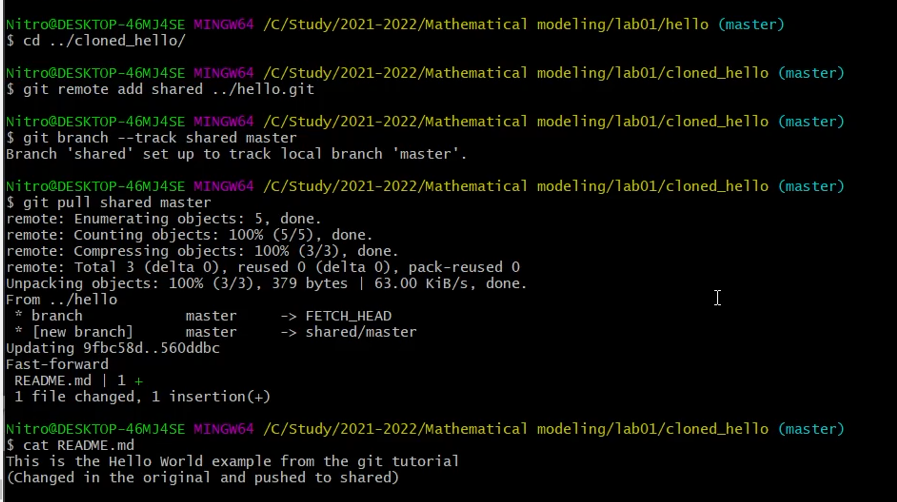 Nitro@DESKTOP-46MJ4SE MINGW64 /C/Study/2021-2022/Mathematical modeling/lab01/hello (master)
$ cd ../cloned_hello/
Nitro@DESKTOP-46MJ4SE MINGW64 /C/Study/2021-2022/Mathematical modeling/lab01/cloned_hello (master)
$ git remote add shared ../hello.git
Nitro@DESKTOP-46MJ4SE MINGW64 /C/Study/2021-2022/Mathematical modeling/lab01/cloned_hello (master)
$ git branch --track shared master
Branch 'shared' set up to track local branch 'master'.
Nitro@DESKTOP-46MJ4SE MINGW64 /C/Study/2021-2022/Mathematical modeling/lab01/cloned_hello (master)
$ git pull shared master
remote: Enumerating objects: 5, done.
remote: Counting objects: 100% (5/5), done.
remote: Compressing objects: 100% (3/3), done.
remote: Total 3 (delta 0), reused 0 (delta 0), pack-reused 0
Unpacking objects: 100% (3/3), 379 bytes | 63.00 KiB/s, done.
From ../hello
 * branch            master     -> FETCH_HEAD
 * [new branch]      master     -> shared/master
Updating 9fbc58d..560ddbc
Fast-forward
 README.md | 1 +
 1 file changed, 1 insertion(+)
Nitro@DESKTOP-46MJ4SE MINGW64 /C/Study/2021-2022/Mathematical modeling/lab01/cloned_hello (master)
$ cat README.md
This is the Hello World example from the git tutorial
(Changed in the original and pushed to shared)